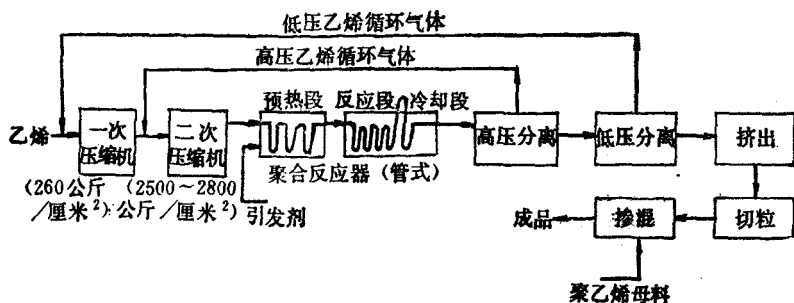 低压乙烯循环气体
高压乙烯循环气体
预热段 反应段 冷却段
乙烯
一次
压缩机
二次
压缩机
高压分离
低压分离
挤出
聚合反应器（管式）
（260公斤
/厘米²）
（2500～2800
公斤/厘米²）
引发剂
成品
掺混
切粒
聚乙烯母料